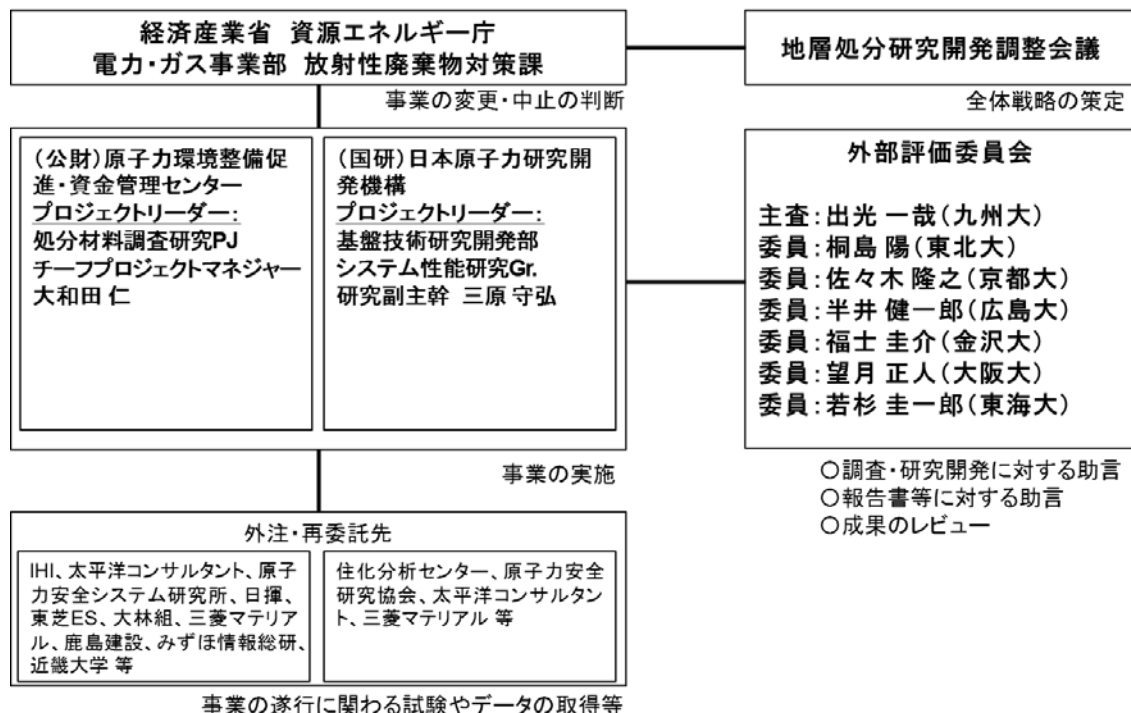 経済産業省 資源エネルギー庁
電力・ガス事業部 放射性廃棄物対策課
地層処分研究開発調整会議
事業の変更・中止の判断
全体戦略の策定
(公財)原子力環境整備促
進・資金管理センター
プロジェクトリーダー:
処分材料調査研究PJ
チーフプロジェクトマネジャー
大和田 仁
(国研)日本原子力研究開
発機構
プロジェクトリーダー:
基盤技術研究開発部
システム性能研究Gr.
研究副主幹 三原 守弘
外部評価委員会
主査:出光 一哉(九州大)
委員:桐島 陽(東北大)
委員:佐々木 隆之(京都大)
委員:半井 健一郎(広島大)
委員:福士 圭介(金沢大)
委員:望月 正人(大阪大)
委員:若杉 圭一郎(東海大)
事業の実施
○調査・研究開発に対する助言
○報告書等に対する助言
○成果のレビュー
外注・再委託先
IHI、太平洋コンサルタント、原子
力安全システム研究所、日揮、
東芝ES、大林組、三菱マテリア
ル、鹿島建設、みずほ情報総研、
近畿大学 等
住化分析センター、原子力安全
研究協会、太平洋コンサルタン
ト、三菱マテリアル 等
事業の遂行に関わる試験やデータの取得等